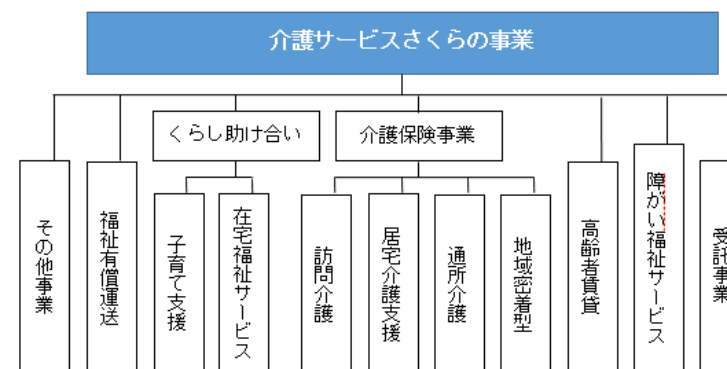 介護サービスさくらの事業
くらし助け合い
介護保険事業
その他事業
福祉有償運送
子育て支援
在宅福祉サービス
訪問介護
居宅介護支援
通所介護
地域密着型
高齢者賃貸
障がい福祉サービス
受託事業